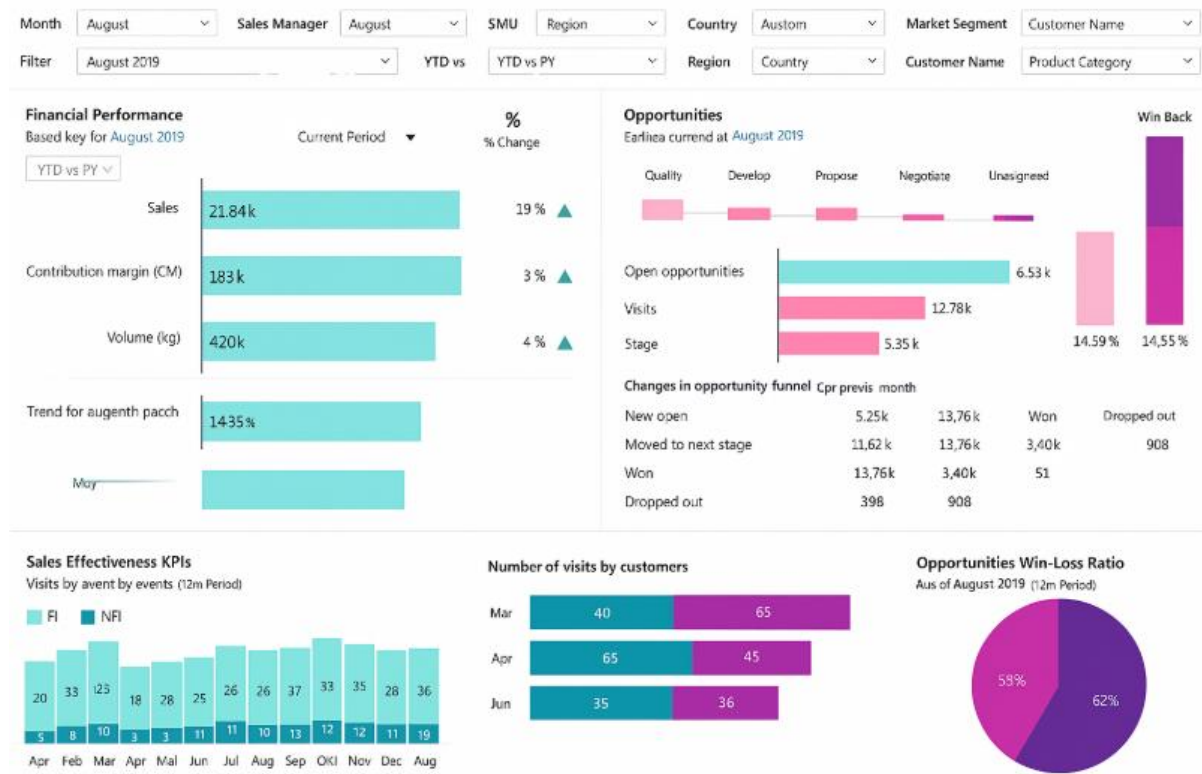 Month August Sales Manager August SMU Region Country Austom Market Segment Customer Name
Filter August 2019 YTD vs YTD vs PY Region Country Customer Name Product Category
Financial Performance
Based key for August 2019
Current Period
%
% Change
YTD vs PY
Sales 21.84k 19 %
Contribution margin (CM) 183k 3 %
Volume (kg) 420k 4 %
Trend for augenth pacch 1435%
May
Opportunities
Earlihea currend at August 2019
Win Back
Quality Develop Propose Negotiate Unasigneed
Open opportunities 6.53 k
Visits 12.78k
Stage 5.35 k
14.59 % 14,55 %
Changes in opportunity funnel Cpr previs month
New open 5.25k 13,76 k Won Dropped out
Moved to next stage 11,62 k 13,76 k 3,40k 908
Won 13,76k 3,40k 51
Dropped out 398 908
Sales Effectiveness KPIs
Visits by avent by events (12m Period)
FI NFI
20 33 123 18 28 25 26 26 37 33 35 28 36
5 8 10 3 3 11 11 10 13 12 12 11 19
Apr Feb Mar Apr Mal Jun Jul Aug Sep OKI Nov Dec Aug
Number of visits by customers
Mar 40 65
Apr 65 45
Jun 35 36
Opportunities Win-Loss Ratio
Aus of August 2019 (12m Period)
58% 62%